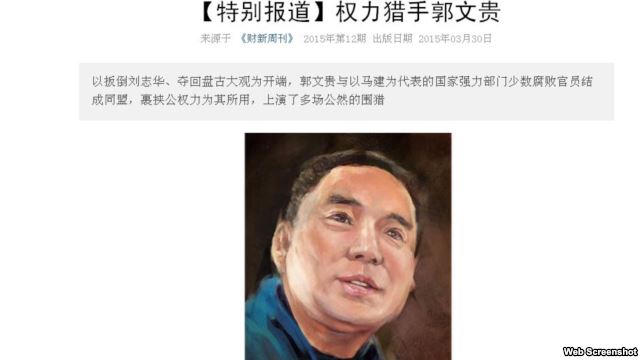 【特别报道】权力猎手郭文贵
来源于 《财新周刊》 2015年第12期 出版日期 2015年03月30日
以扳倒刘志华、夺回盘古大观为开端，郭文贵与以马建为代表的国家强力部门少数腐败官员结
成同盟，裹挟公权力为其所用，上演了多场公然的围猎
Web Screenshot